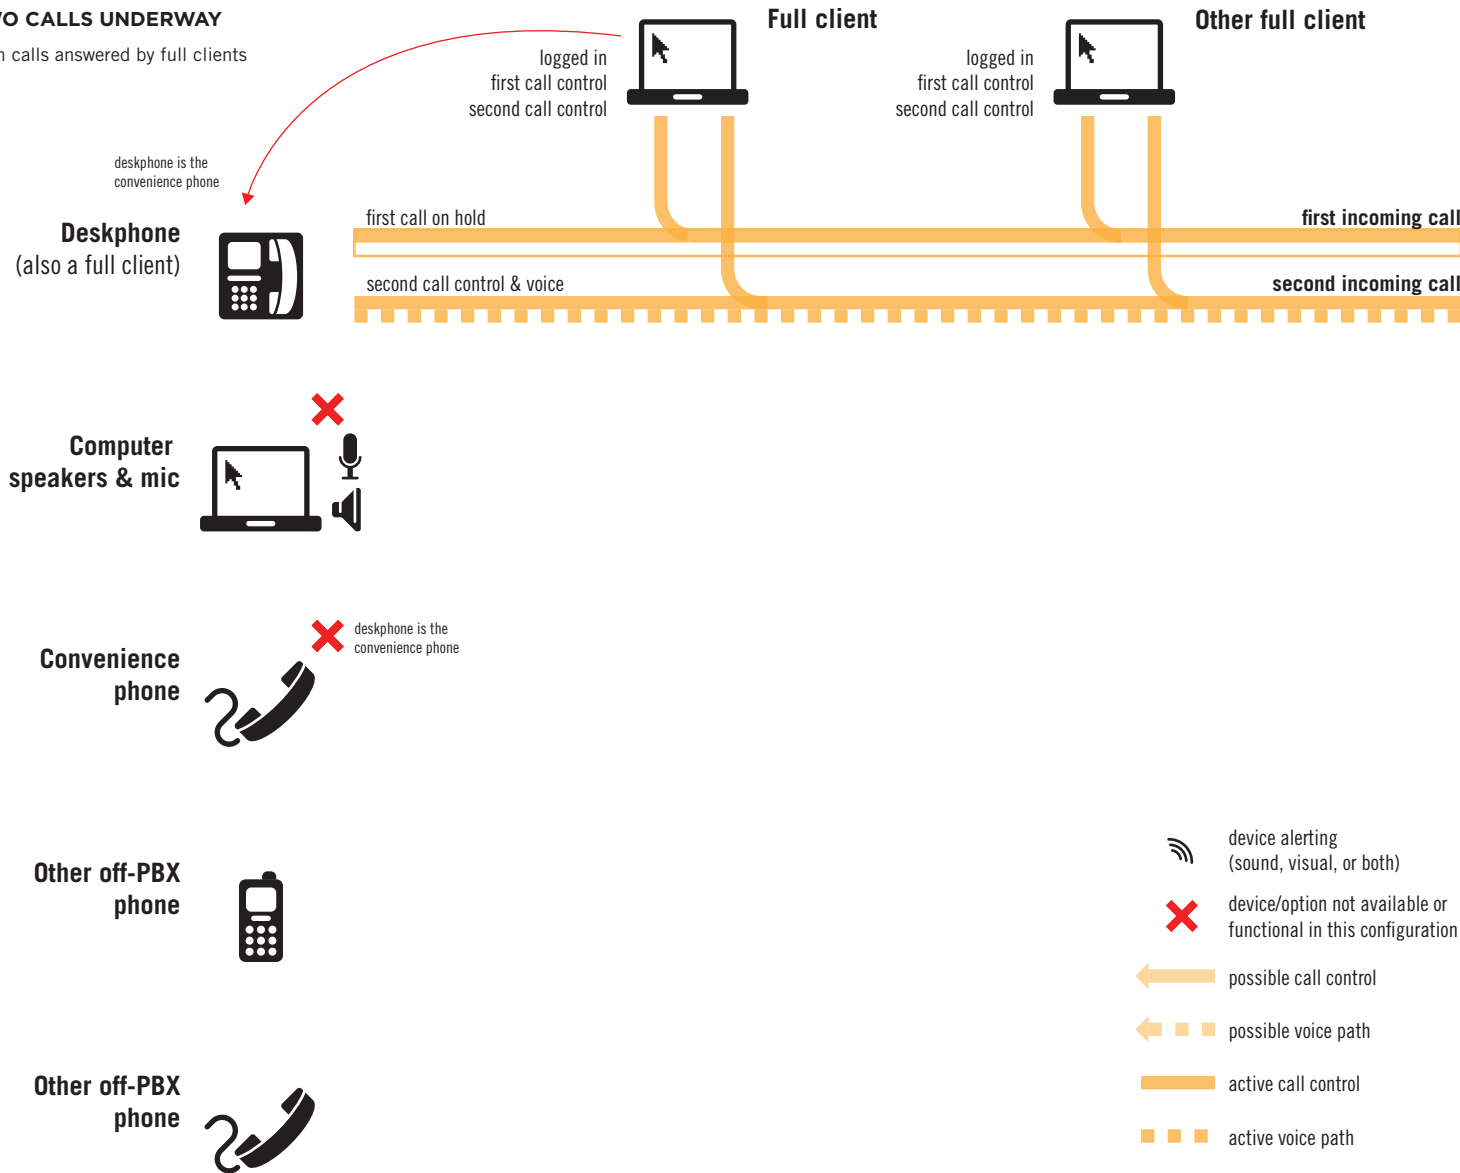 CALLS UNDERWAY
calls answered by full clients
Full client
Other full client
logged in
first call control
second call control
logged in
first call control
second call control
deskphone is the
convenience phone
Deskphone
(also a full client)
first call on hold
first incoming call
second call control & voice
second incoming call
Computer
speakers & mic
Convenience
phone
deskphone is the
convenience phone
Other off-PBX
phone
device alerting
(sound, visual, or both)
device/option not available or
functional in this configuration
possible call control
possible voice path
Other off-PBX
phone
active call control
active voice path